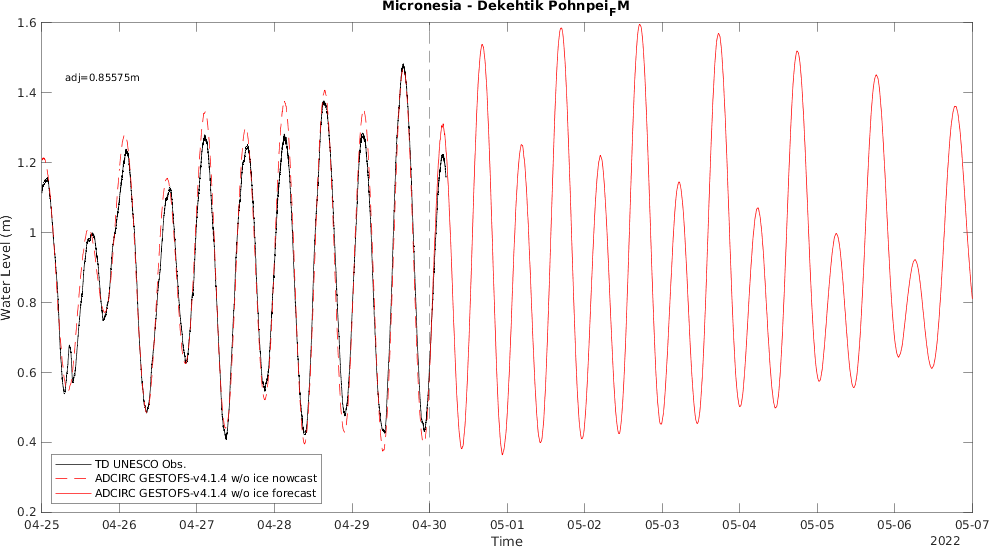 Micronesia - Dekehtik Pohnpei_FM
1.6
1.4
1.2
1
0.8
0.6
0.4
0.2
Water Level (m)
adj=0.85575m
TD UNESCO Obs.
ADCIRC GESTOFS-v4.1.4 w/o ice nowcast
ADCIRC GESTOFS-v4.1.4 w/o ice forecast
04-25 04-26 04-27 04-28 04-29 04-30 05-01 05-02 05-03 05-04 05-05 05-06 05-07
Time
2022